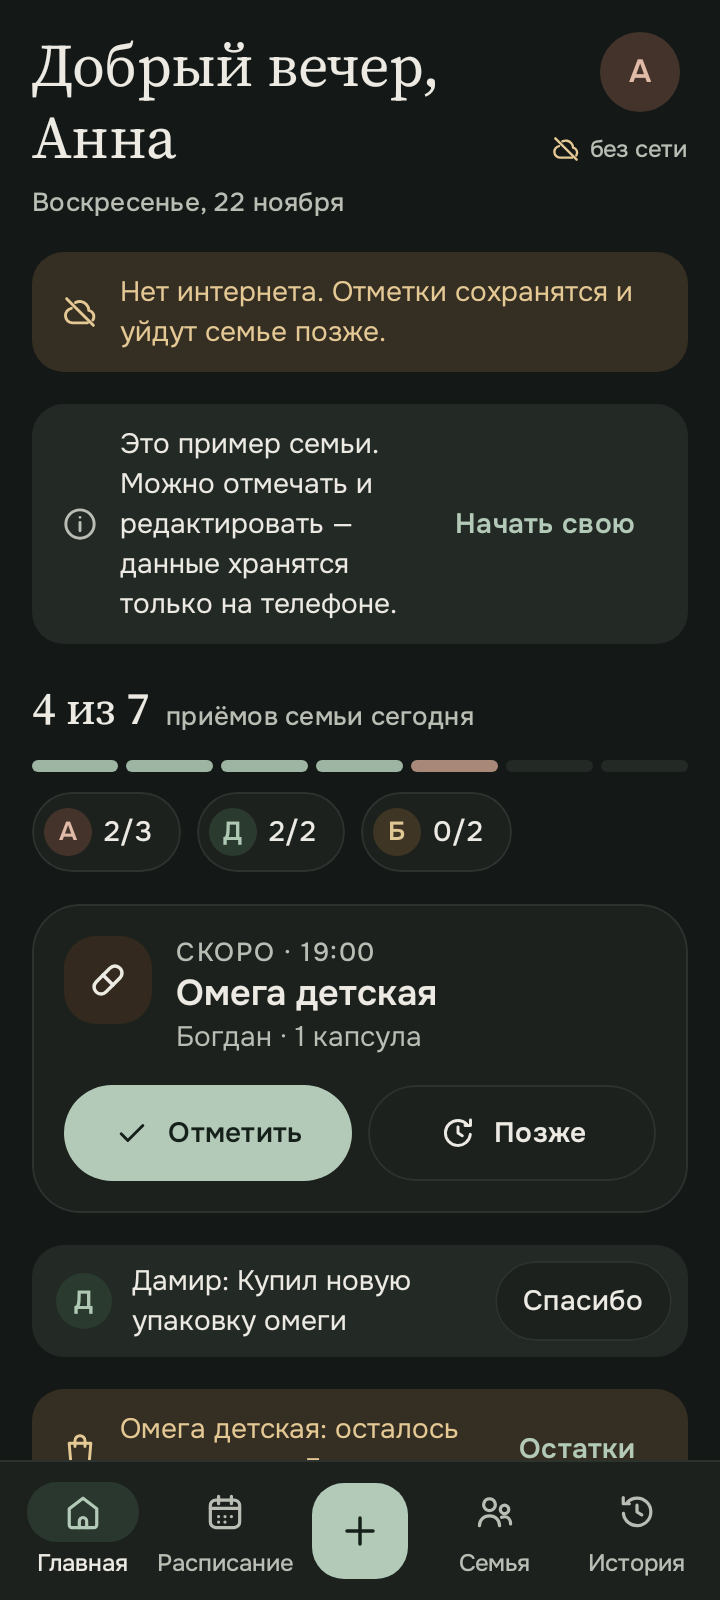 Добрый вечер,
Анна
А
без сети
Воскресенье, 22 ноября
Нет интернета. Отметки сохранятся и
уйдут семье позже.
Это пример семьи.
Можно отмечать и
редактировать —
данные хранятся
только на телефоне.
Начать свою
4 из 7 приёмов семьи сегодня
А 2/3
Д 2/2
Б 0/2
СКОРО · 19:00
Омега детская
Богдан · 1 капсула
Отметить
Позже
Д
Дамир: Купил новую
упаковку омеги
Спасибо
Омега детская: осталось
Остатки
Главная
Расписание
Семья
История